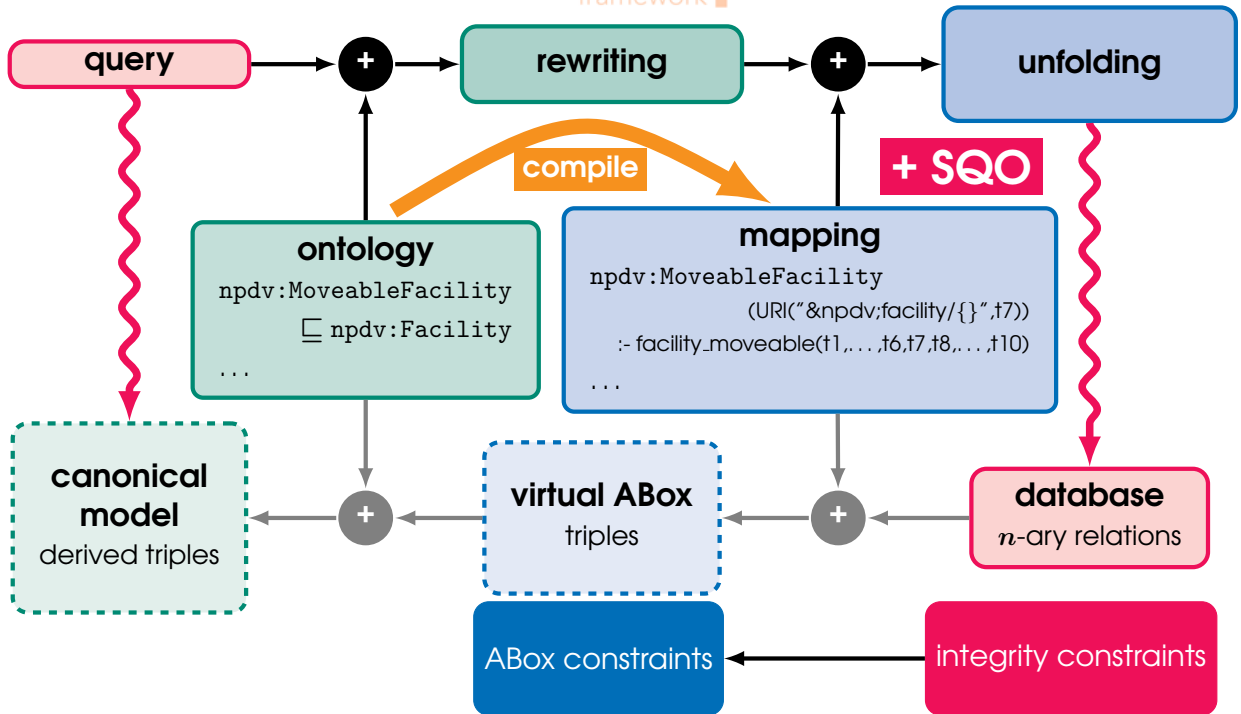 framework
query
+
rewriting
+
unfolding
compile
+ SQO
ontology
npdv:MoveableFacility
⊑ npdv:Facility
...
mapping
npdv:MoveableFacility
(URI("&npdv;facility/{}",t7))
:- facility_moveable(t1,...,t6,t7,t8,...,t10)
...
canonical
model
derived triples
+
virtual ABox
triples
+
database
n-ary relations
ABox constraints
integrity constraints